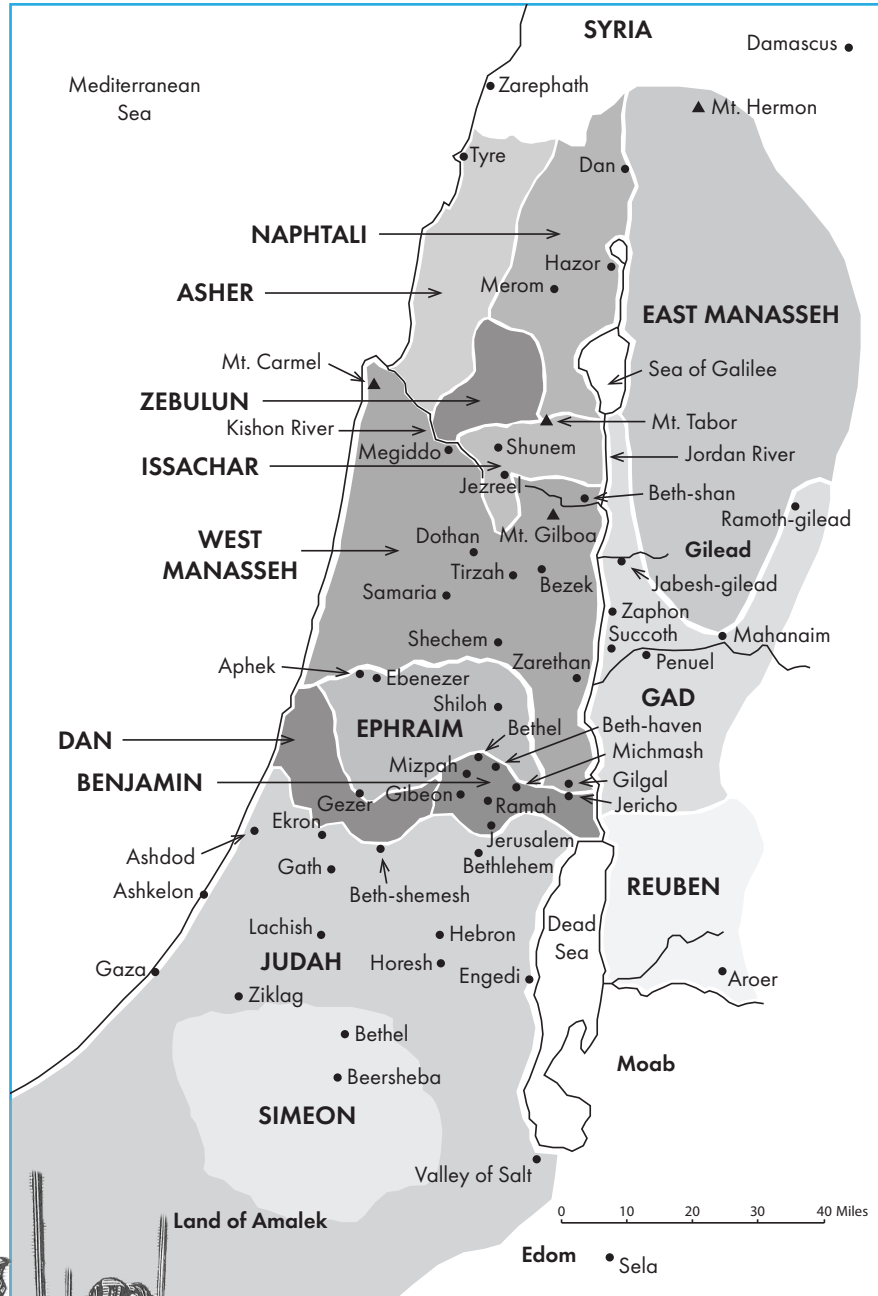 SYRIA
Damascus
Mediterranean
Sea
Zarephath
Mt. Hermon
Tyre
Dan
NAPHTALI
Hazor
Merom
ASHER
EAST MANASSEH
Mt. Carmel
Sea of Galilee
ZEBULUN
Kishon River
Mt. Tabor
Megiddo
Shunem
Jordan River
ISSACHAR
Jezreel
Beth-shan
Ramoth-gilead
WEST
MANASSEH
Dothan
Mt. Gilboa
Gilead
Tirzah
Bezek
Jabesh-gilead
Samaria
Zaphon
Shechem
Succoth
Mahanaim
Aphek
Ebenezer
Zarethan
Penuel
Shiloh
GAD
EPHRAIM
Bethel
Beth-haven
DAN
Michmash
BENJAMIN
Mizpah
Gilgal
Gezer
Gibeon
Ramah
Jericho
Ekron
Jerusalem
Ashdod
Gath
Bethlehem
Ashkelon
Beth-shemesh
REUBEN
Lachish
Hebron
Dead
Sea
JUDAH
Horesh
Gaza
Engedi
Aroer
Ziklag
Bethel
Moab
Beersheba
SIMEON
Valley of Salt
Land of Amalek
0 10 20 30 40 Miles
Edom
Sela